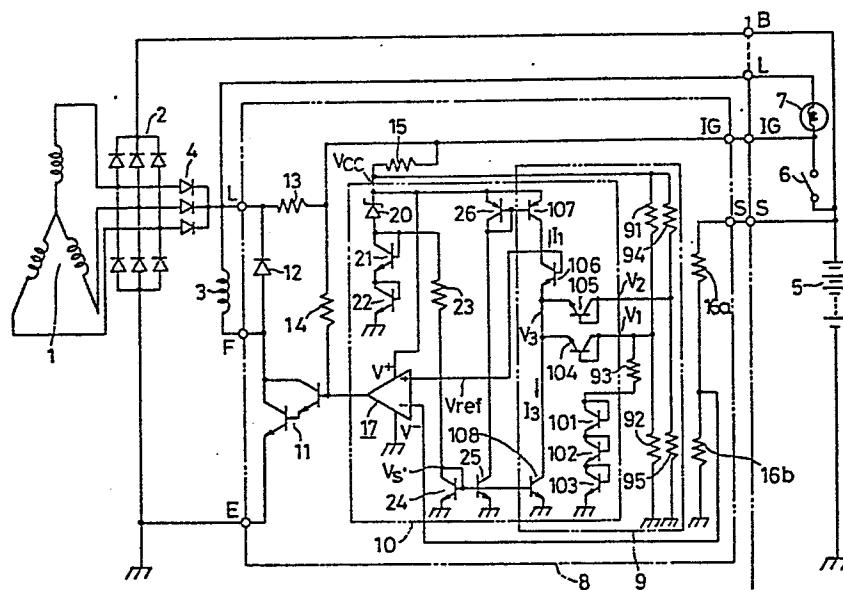 B
2
L
7
4
15
IG
IG
VCC
6
L
13
S
S
20
26
107
91
94
I1
12
21
106
105
V2
3
22
23
V3
V1
16a
5
14
104
93
1
F
V+
Vref
I3
101
92
17
102
11
V-
108
103
95
16b
VS'
25
24
E
10
9
8